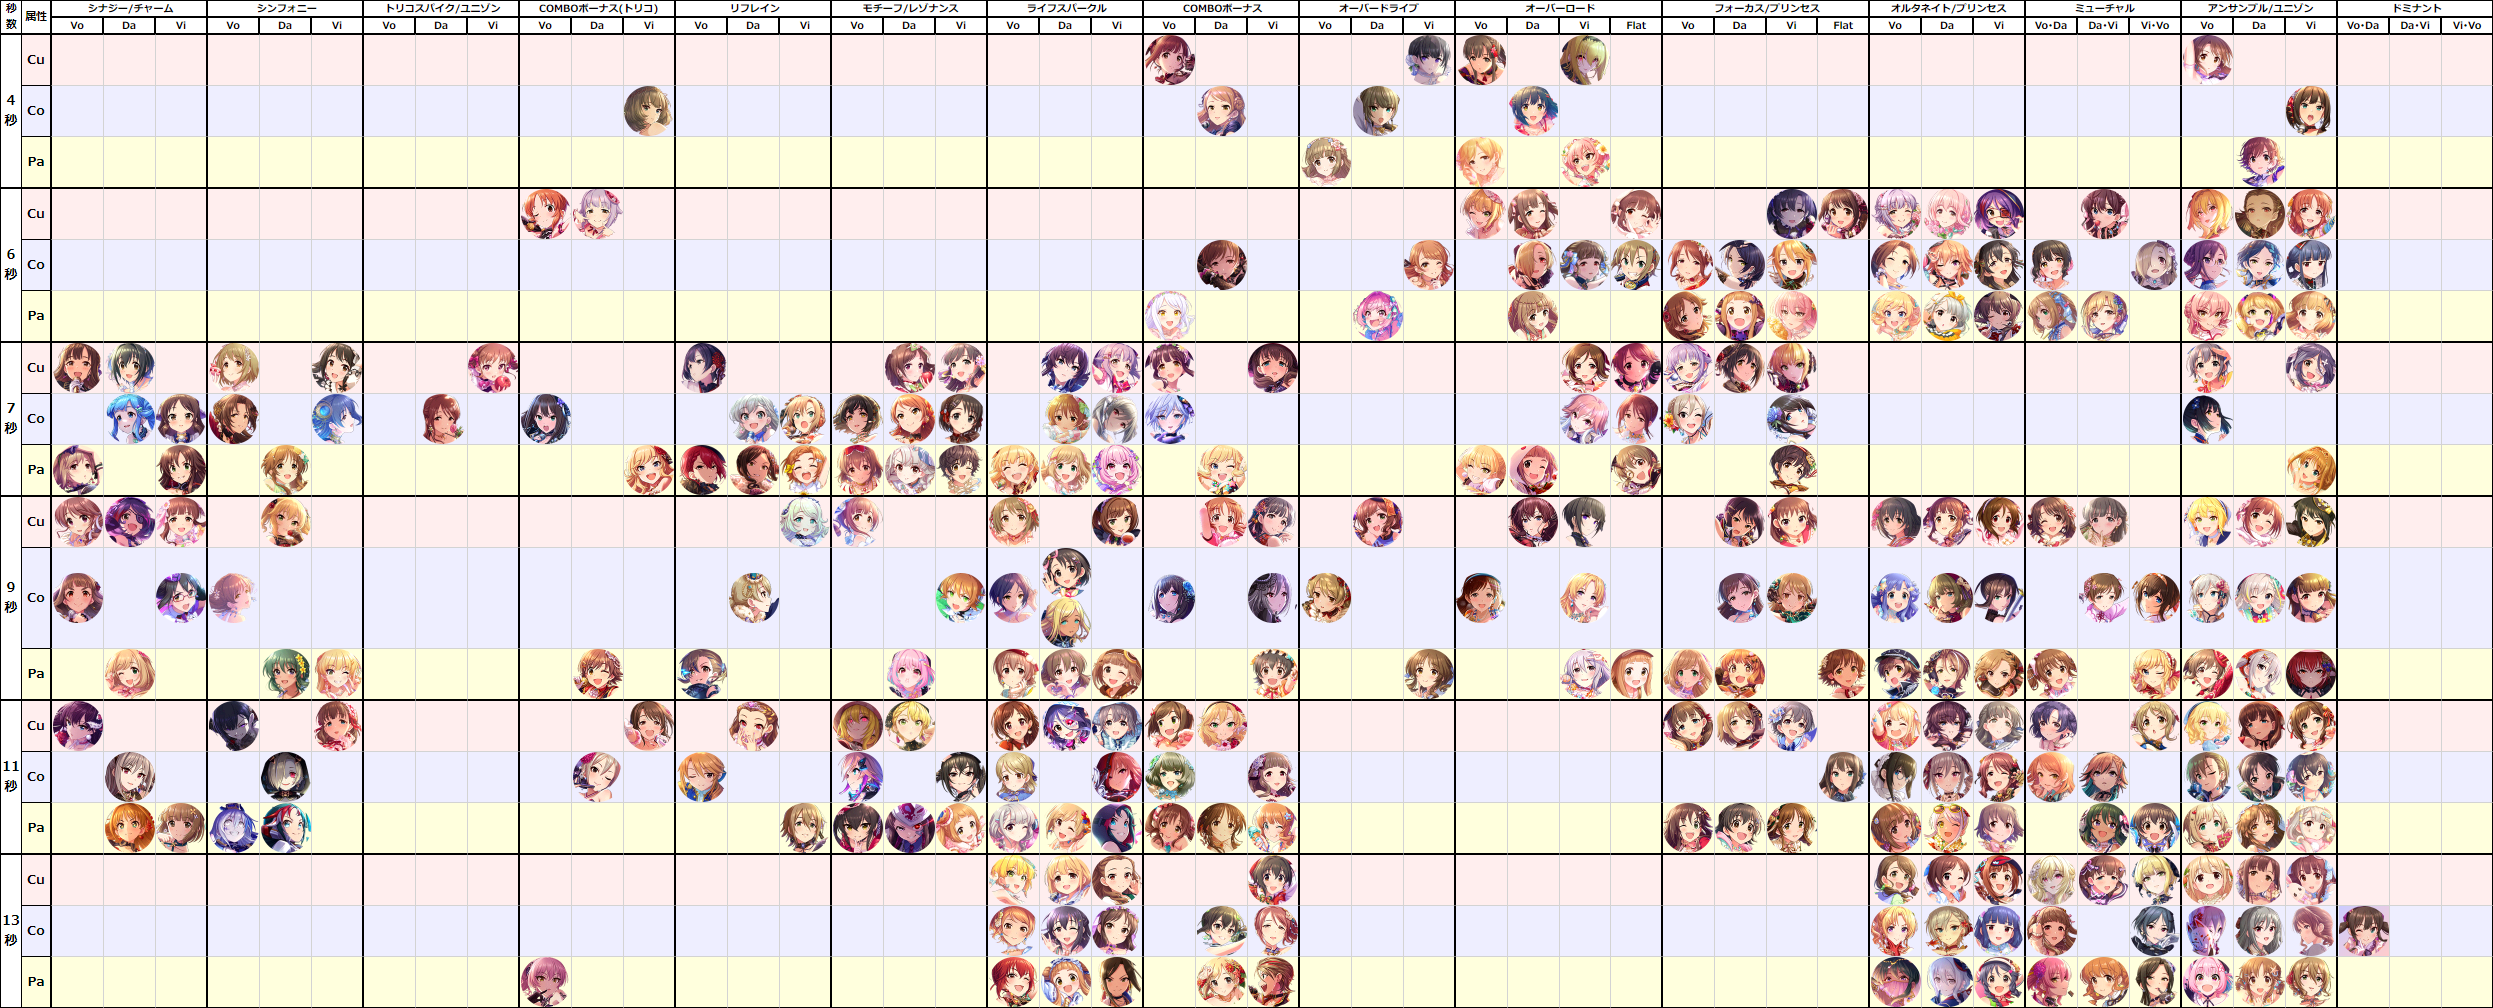 秒数 属性 シナジー/チャーム シンフォニー トリコスパイク/ユニゾン COMBOボーナス(トリコ) リフレイン モチーフ/レゾナンス ライフスパークル COMBOボーナス オーバードライブ オーバーロード フォーカス/プリンセス オルタネイト/プリンセス ミューチャル アンサンブル/ユニゾン ドミナント
Vo Da Vi Vo Da Vi Vo Da Vi Vo Da Vi Vo Da Vi Vo Da Vi Vo Da Vi Vo Da Vi Vo Da Vi Vo Da Vi Flat Vo Da Vi Flat Vo Da Vi Vo･Da Da･Vi Vi･Vo Vo Da Vi Vo･Da Da･Vi Vi･Vo
4秒
Cu
Co
Pa
6秒
Cu
Co
Pa
7秒
Cu
Co
Pa
9秒
Cu
Co
Pa
11秒
Cu
Co
Pa
13秒
Cu
Co
Pa